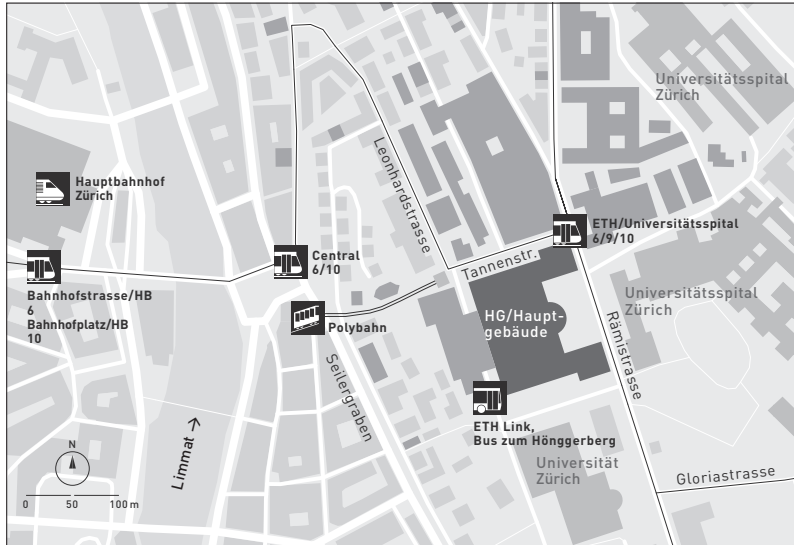 Universitätsspital
Zürich
Hauptbahnhof
Zürich
Leonhardstrasse
ETH/Universitätsspital
6/9/10
Central
6/10
Tannenstr.
Bahnhofstrasse/HB
6
Bahnhofplatz/HB
10
Universitätsspital
Zürich
HG/Haupt-
gebäude
Polybahn
Rämistrasse
Seilergraben
ETH Link,
Bus zum Hönggerberg
Limmat →
N
Universität
Zürich
Gloriastrasse
0 50 100 m